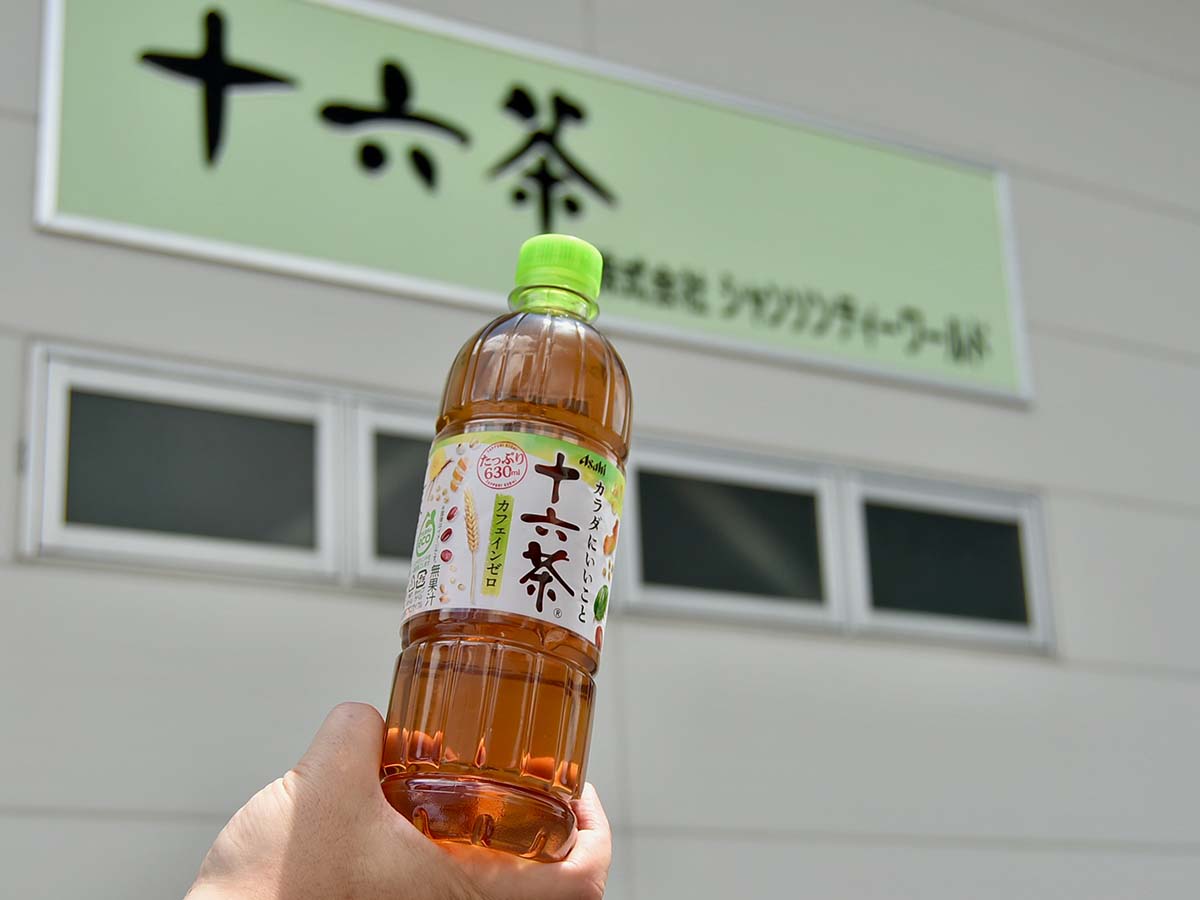 十六茶
株式会社 シャンソンティーワールド
Asahi
カラダにいいこと
十六茶®
たっぷり
630ml
カフェインゼロ
無果汁
eco